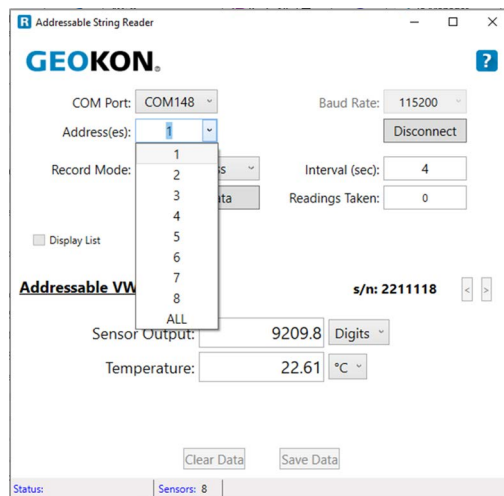 R Addressable String Reader
GEOKON®
?
COM Port: COM148 Baud Rate: 115200
Address(es): 1 Disconnect
1
Record Mode: ss Interval (sec): 4
2
3
ata Readings Taken: 0
4
5
Display List
6
7
Addressable VW s/n: 2211118 < >
8
ALL
Sensor Output: 9209.8 Digits
Temperature: 22.61 °C
Clear Data Save Data
Status: Sensors: 8